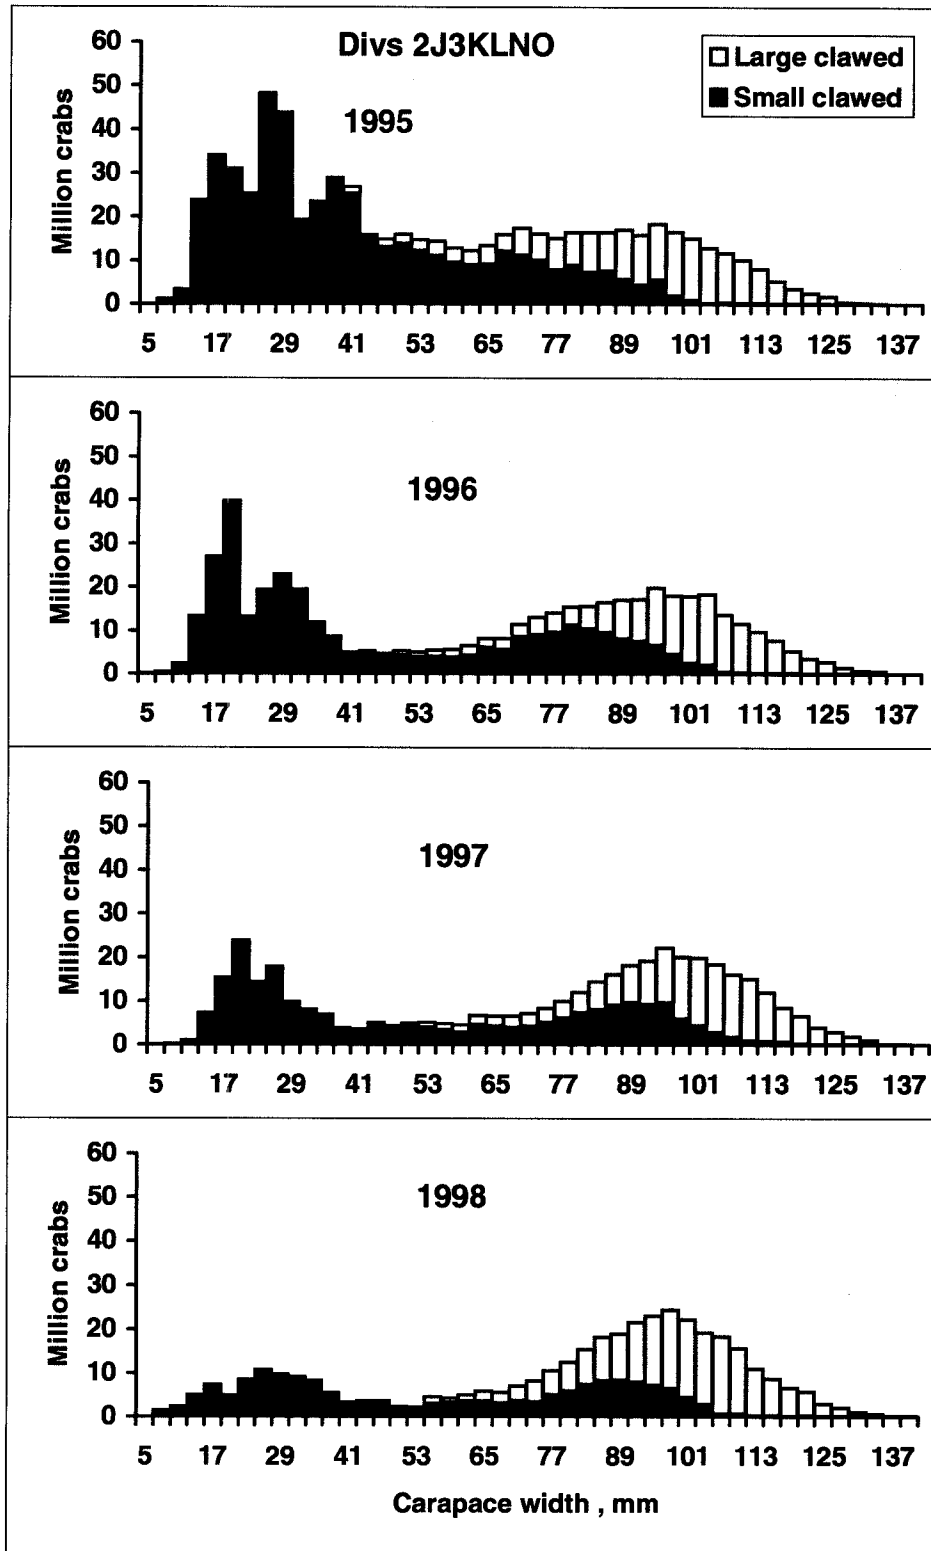 Divs 2J3KLNO
Large clawed
Small clawed
1995
Million crabs
60
50
40
30
20
10
0
5 17 29 41 53 65 77 89 101 113 125 137
1996
Million crabs
60
50
40
30
20
10
0
5 17 29 41 53 65 77 89 101 113 125 137
1997
Million crabs
60
50
40
30
20
10
0
5 17 29 41 53 65 77 89 101 113 125 137
1998
Million crabs
60
50
40
30
20
10
0
5 17 29 41 53 65 77 89 101 113 125 137
Carapace width , mm